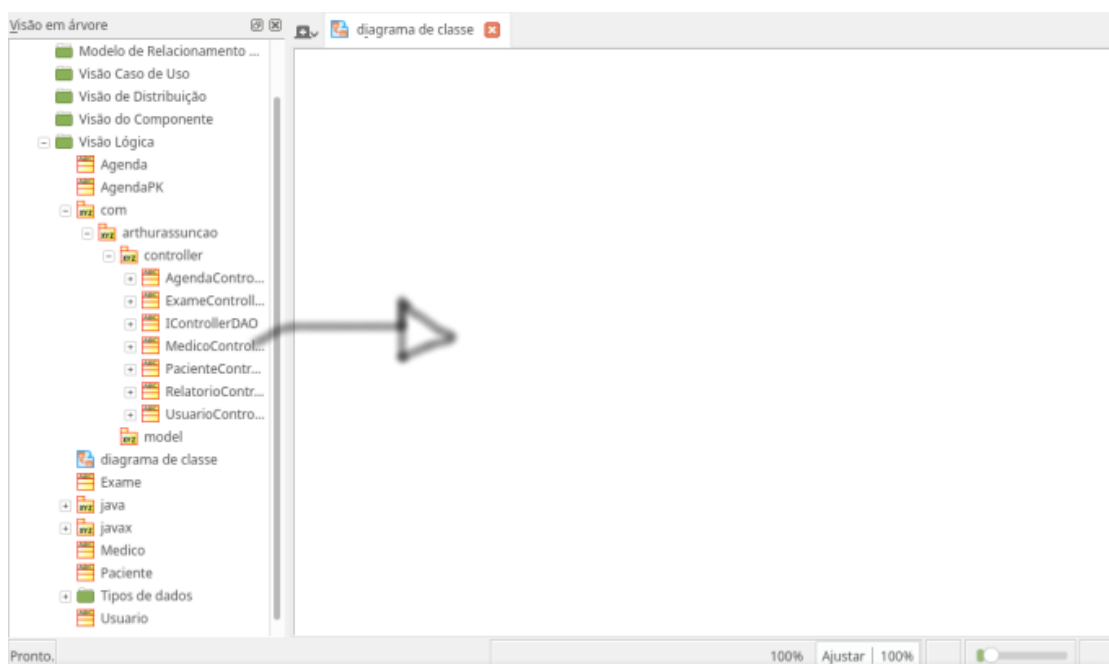 Visão em árvore
diagrama de classe
Modelo de Relacionamento ...
Visão Caso de Uso
Visão de Distribuição
Visão do Componente
Visão Lógica
Agenda
AgendaPK
com
arthurassuncao
controller
AgendaContro...
ExameControll...
IControllerDAO
MedicoControl...
PacienteContr...
RelatorioContr...
UsuarioContro...
model
diagrama de classe
Exame
java
javax
Medico
Paciente
Tipos de dados
Usuario
Pronto.
100% Ajustar 100%